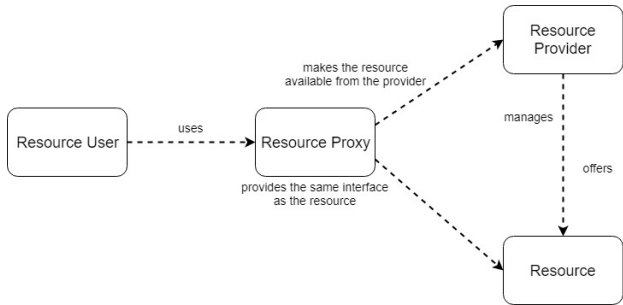 Resource
Provider
makes the resource
available from the provider
manages
uses
Resource User
Resource Proxy
offers
provides the same interface
as the resource
Resource